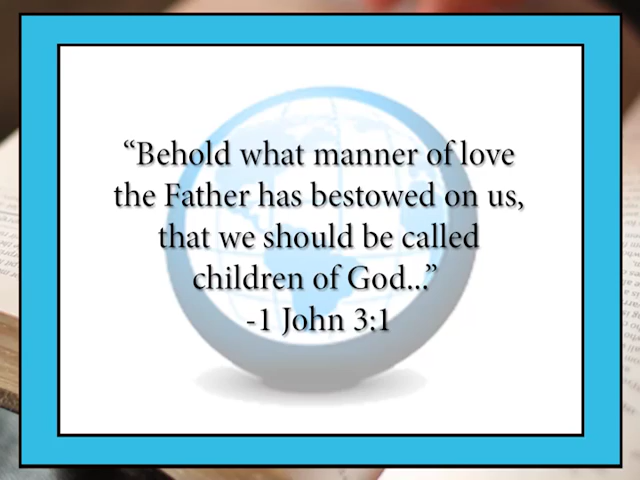 “Behold what manner of love
the Father has bestowed on us,
that we should be called
children of God...”
-1 John 3:1